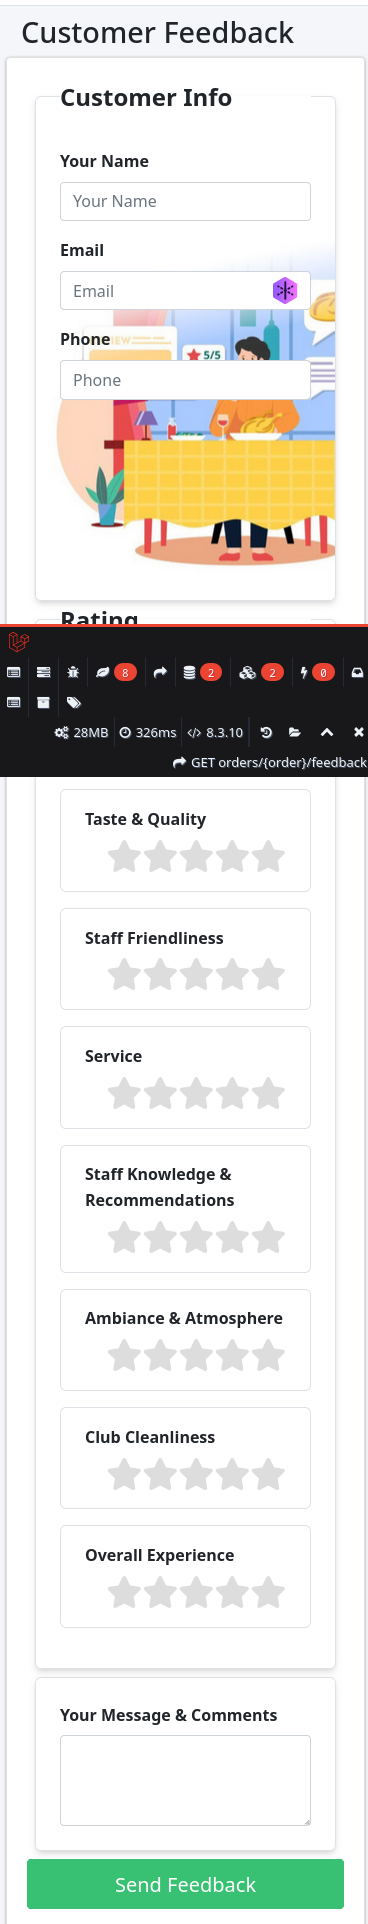 Customer Feedback
Customer Info
Your Name
Your Name
Email
Email
Phone
5/5
Phone
Rating
8
2
2
0
28MB
326ms
8.3.10
GET orders/{order}/feedback
Taste & Quality
Staff Friendliness
Service
Staff Knowledge &
Recommendations
Ambiance & Atmosphere
Club Cleanliness
Overall Experience
Your Message & Comments
Send Feedback